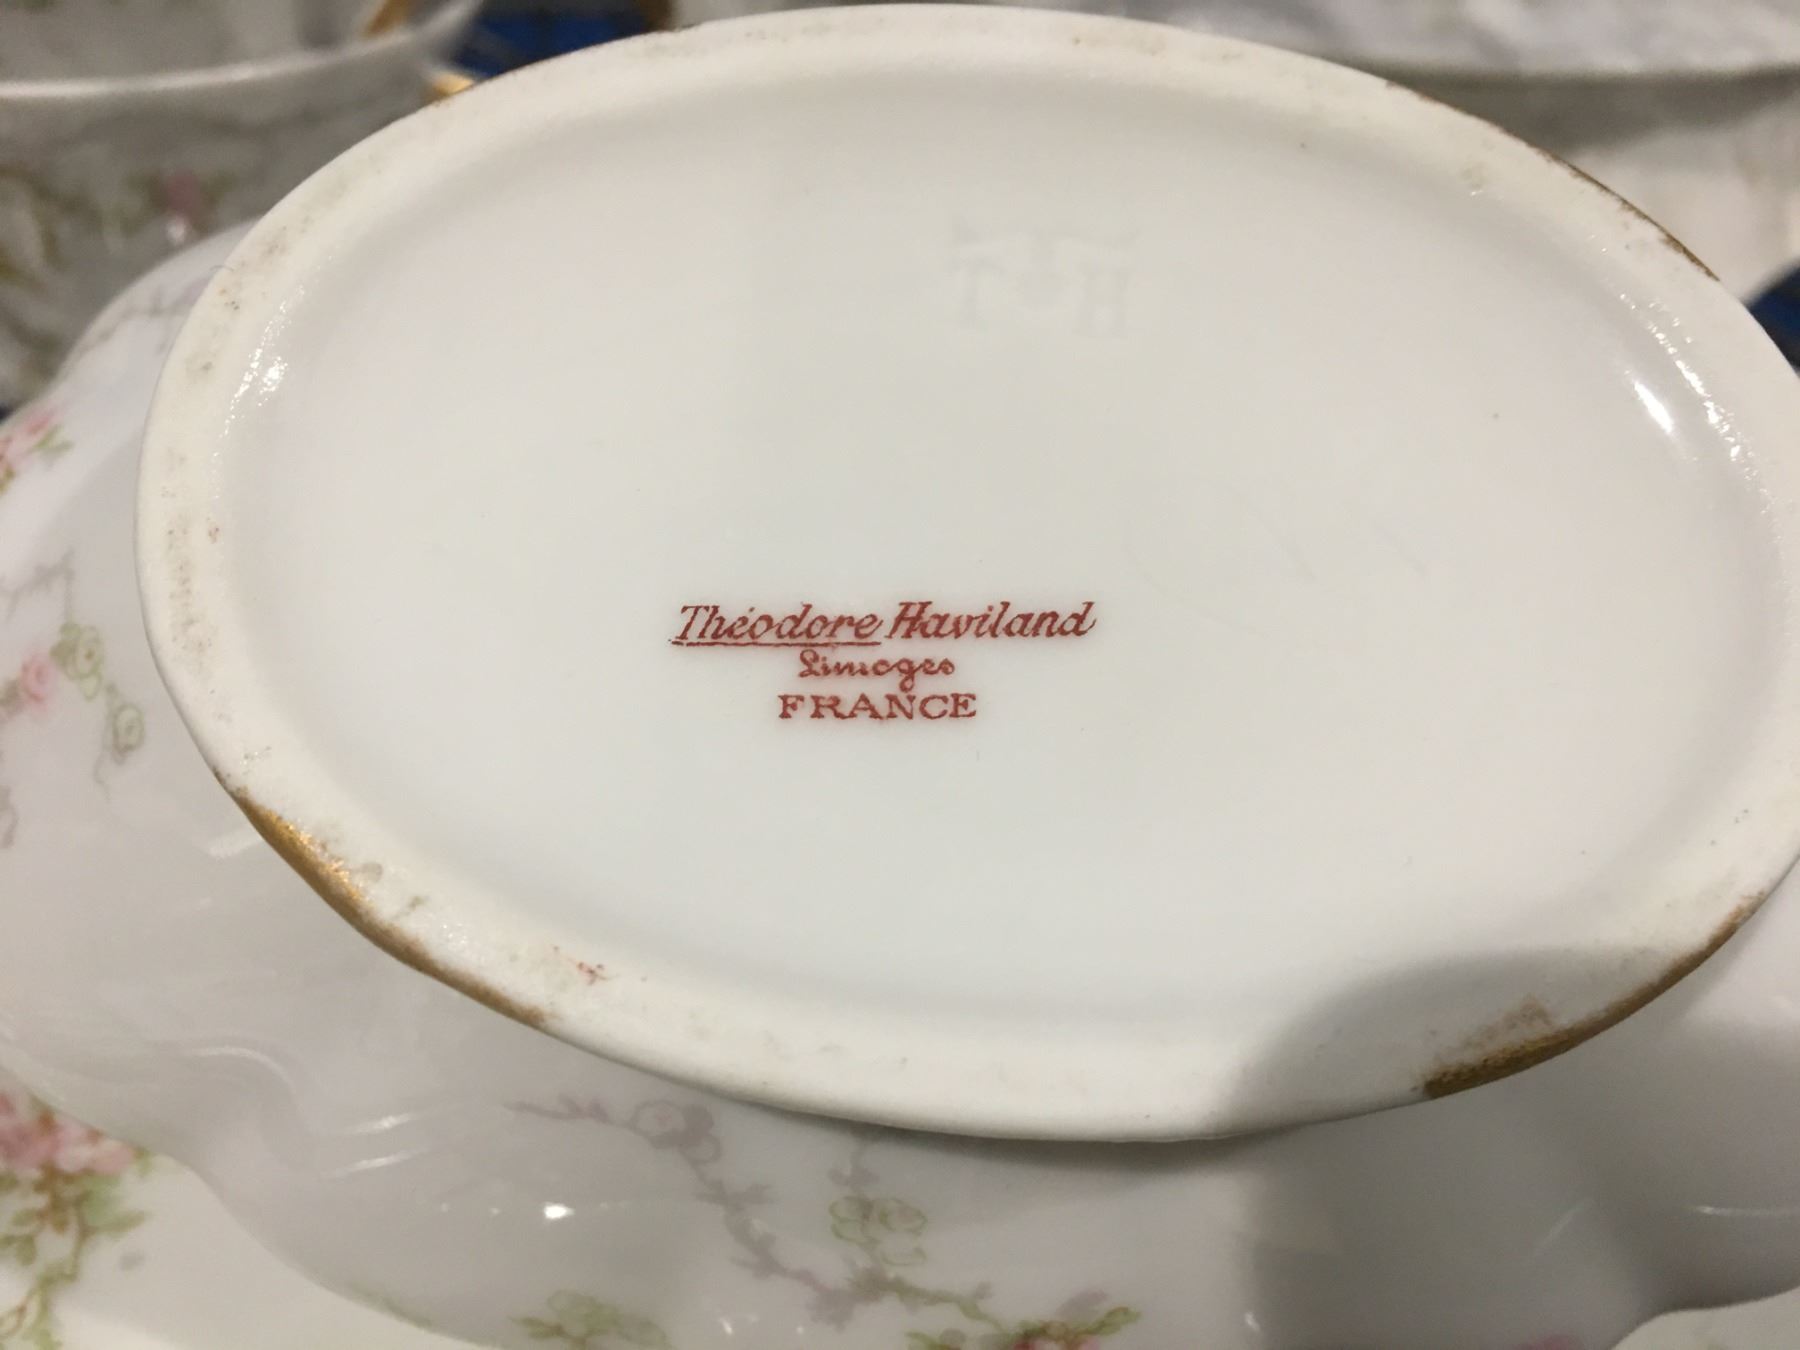 Théodore Haviland
Limoges
FRANCE